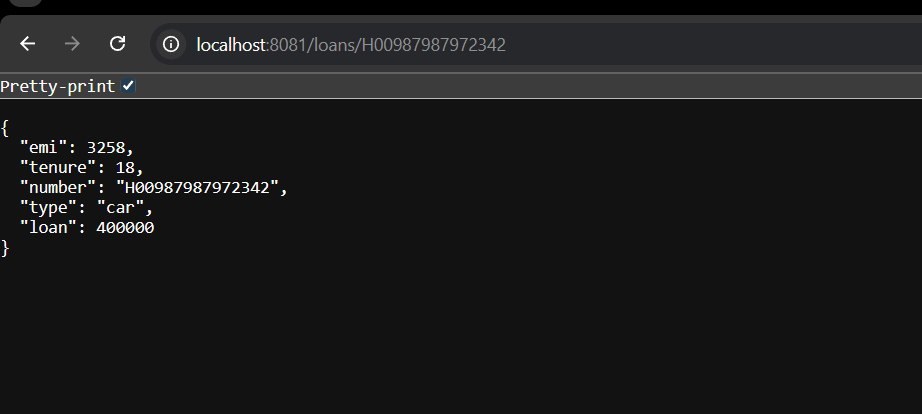 localhost:8081/loans/H00987987972342
Pretty-print
{
  "emi": 3258,
  "tenure": 18,
  "number": "H00987987972342",
  "type": "car",
  "loan": 400000
}